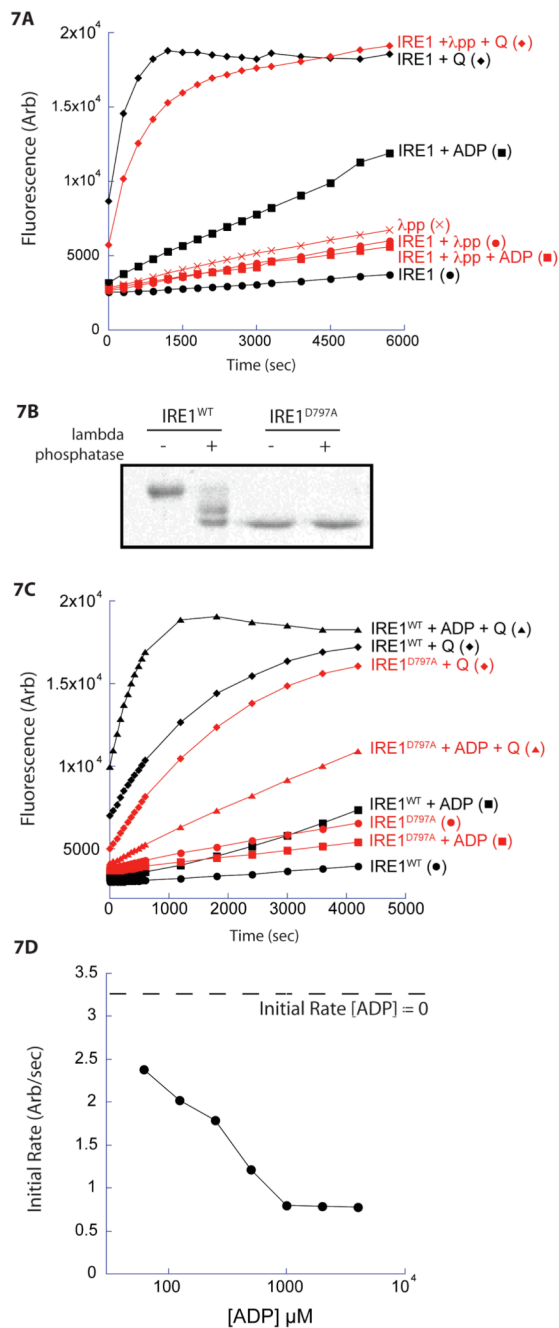 7A
Fluorescence (Arb)
2x10⁴
1.5x10⁴
1x10⁴
5000
0
0
1500
3000
4500
6000
Time (sec)
IRE1 +λpp + Q (◆)
IRE1 + Q (◆)
IRE1 + ADP (■)
λpp (×)
IRE1 + λpp (●)
IRE1 + λpp + ADP (■)
IRE1 (●)
7B
IRE1ᵂᵀ IRE1ᴰ⁷⁹⁷ᴬ
lambda phosphatase
- + - +
7C
Fluorescence (Arb)
2x10⁴
1.5x10⁴
1x10⁴
5000
0
1000
2000
3000
4000
5000
Time (sec)
IRE1ᵂᵀ + ADP + Q (▲)
IRE1ᵂᵀ + Q (◆)
IRE1ᴰ⁷⁹⁷ᴬ + Q (◆)
IRE1ᴰ⁷⁹⁷ᴬ + ADP + Q (▲)
IRE1ᵂᵀ + ADP (■)
IRE1ᴰ⁷⁹⁷ᴬ (●)
IRE1ᴰ⁷⁹⁷ᴬ + ADP (■)
IRE1ᵂᵀ (●)
7D
Initial Rate (Arb/sec)
3.5
3
2.5
2
1.5
1
0.5
0
Initial Rate [ADP] = 0
100
1000
10⁴
[ADP] µM